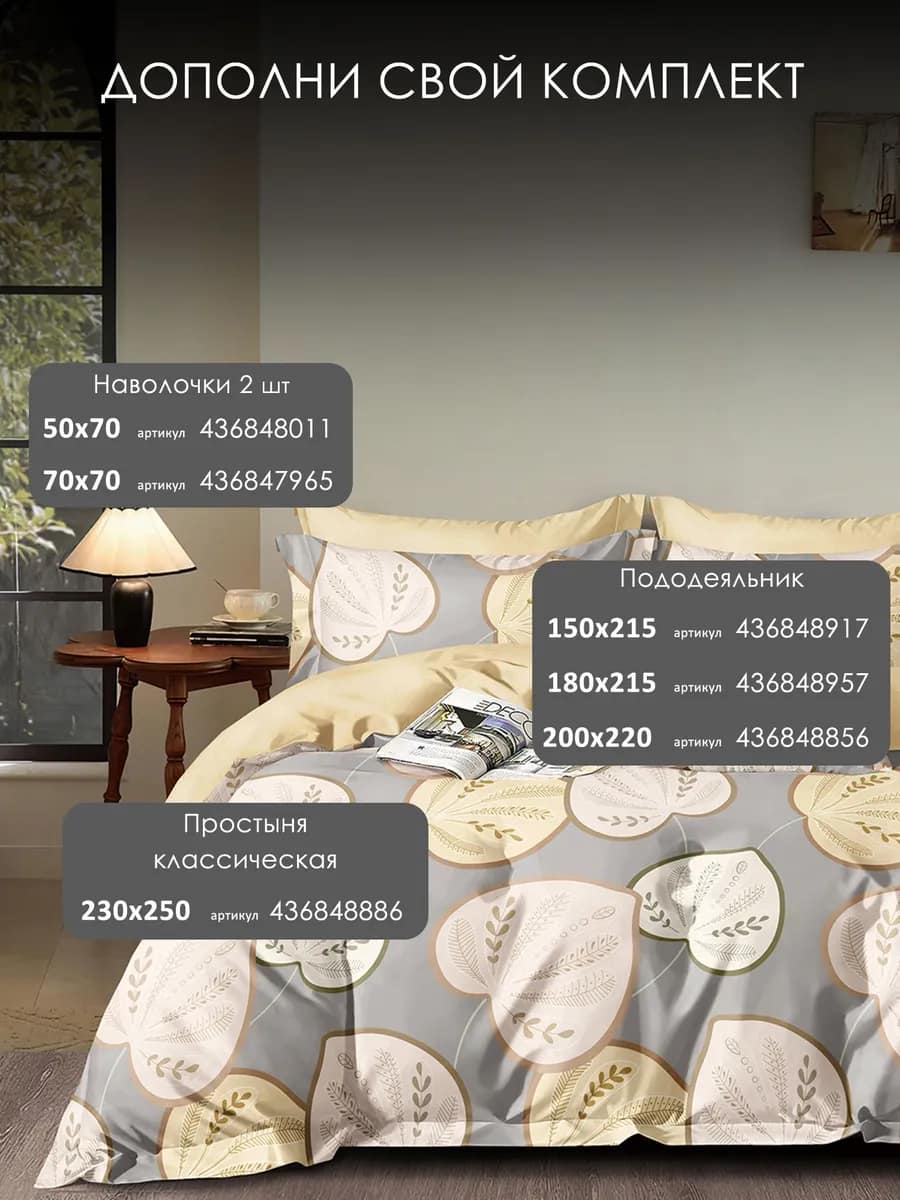 ДОПОЛНИ СВОЙ КОМПЛЕКТ
Наволочки 2 шт
50x70 артикул 436848011
70x70 артикул 436847965
Пододеяльник
150x215 артикул 436848917
180x215 артикул 436848957
200x220 артикул 436848856
DECO
Простыня
классическая
230x250 артикул 436848886